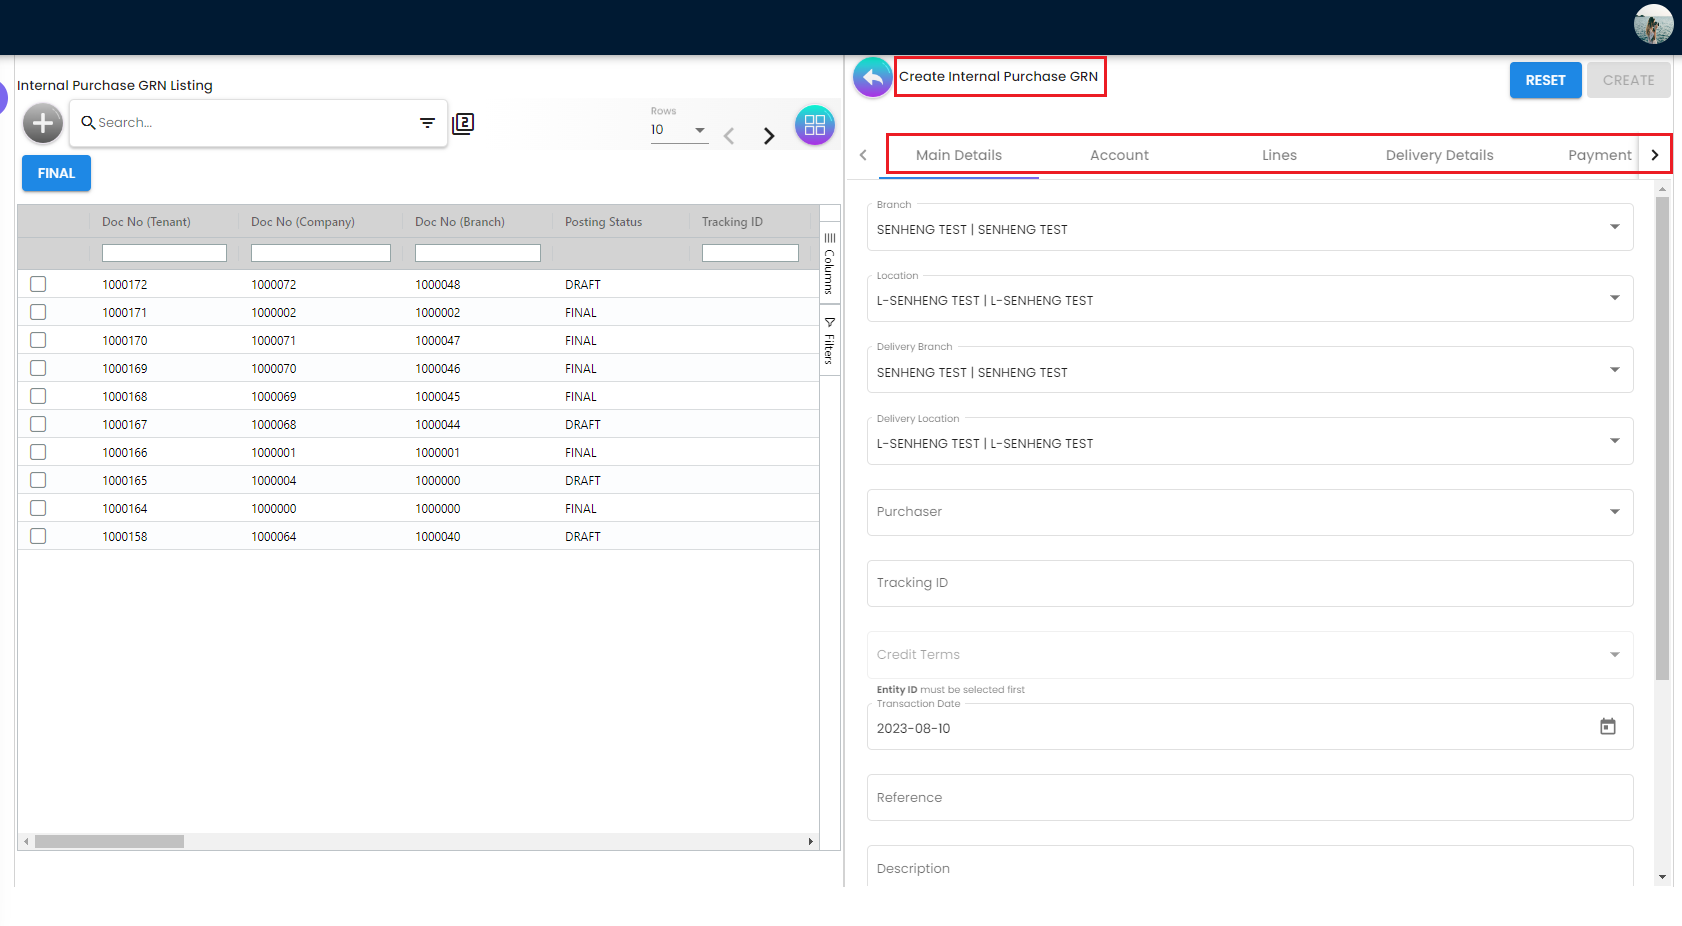 Internal Purchase GRN Listing
Search...
2
Rows
10
FINAL
Doc No (Tenant) Doc No (Company) Doc No (Branch) Posting Status Tracking ID
1000172 1000072 1000048 DRAFT
1000171 1000002 1000002 FINAL
1000170 1000071 1000047 FINAL
1000169 1000070 1000046 FINAL
1000168 1000069 1000045 FINAL
1000167 1000068 1000044 DRAFT
1000166 1000001 1000001 FINAL
1000165 1000004 1000000 DRAFT
1000164 1000000 1000000 FINAL
1000158 1000064 1000040 DRAFT
Columns
Filters
Create Internal Purchase GRN
RESET CREATE
Main Details Account Lines Delivery Details Payment
Branch
SENHENG TEST | SENHENG TEST
Location
L-SENHENG TEST | L-SENHENG TEST
Delivery Branch
SENHENG TEST | SENHENG TEST
Delivery Location
L-SENHENG TEST | L-SENHENG TEST
Purchaser
Tracking ID
Credit Terms
Entity ID must be selected first
Transaction Date
2023-08-10
Reference
Description